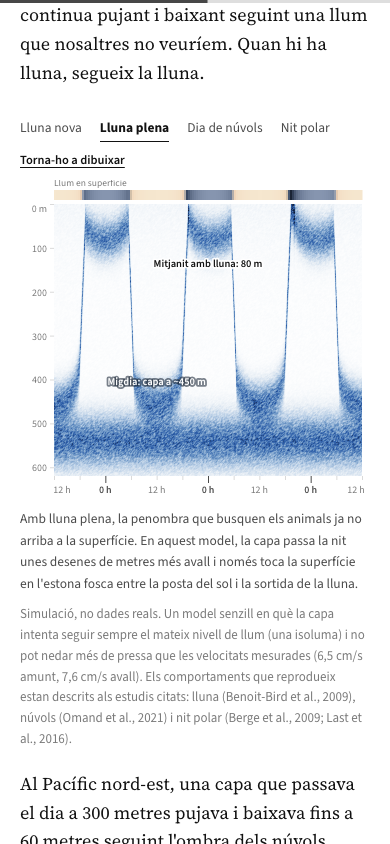 continua pujant i baixant seguint una llum
que nosaltres no veuríem. Quan hi ha
lluna, segueix la lluna.
Lluna nova Lluna plena Dia de núvols Nit polar
Torna-ho a dibuixar
Llum en superfície
0 m
100
Mitjanit amb lluna: 80 m
200
300
400
Migdia: capa a ~450 m
500
600
12 h 0 h 12 h 0 h 12 h 0 h 12 h
Amb lluna plena, la penombra que busquen els animals ja no
arriba a la superfície. En aquest model, la capa passa la nit
unes desenes de metres més avall i només toca la superfície
en l'estona fosca entre la posta del sol i la sortida de la lluna.
Simulació, no dades reals. Un model senzill en què la capa
intenta seguir sempre el mateix nivell de llum (una isoluma) i no
pot nedar més de pressa que les velocitats mesurades (6,5 cm/s
amunt, 7,6 cm/s avall). Els comportaments que reprodueix
estan descrits als estudis citats: lluna (Benoit-Bird et al., 2009),
núvols (Omand et al., 2021) i nit polar (Berge et al., 2009; Last et
al., 2016).
Al Pacífic nord-est, una capa que passava
el dia a 300 metres pujava i baixava fins a
60 metres seguint l'ombra dels núvols